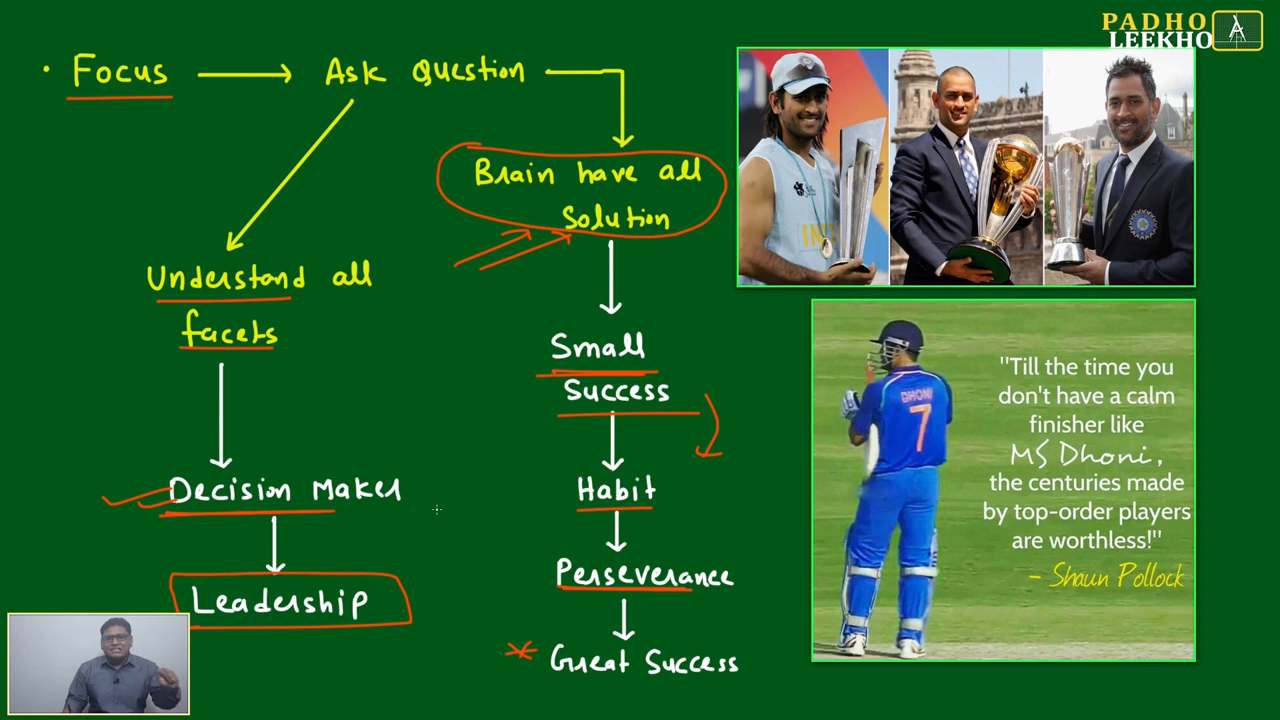 PADHO
LEEKHO
• Focus → Ask Question
Brain have all
Solution
Understand all
facets
Small
Success
Decision Maker
Habit
Perseverance
Leadership
Great Success
DHONI
7
"Till the time you
don't have a calm
finisher like
MS Dhoni,
the centuries made
by top-order players
are worthless!"
– Shaun Pollock